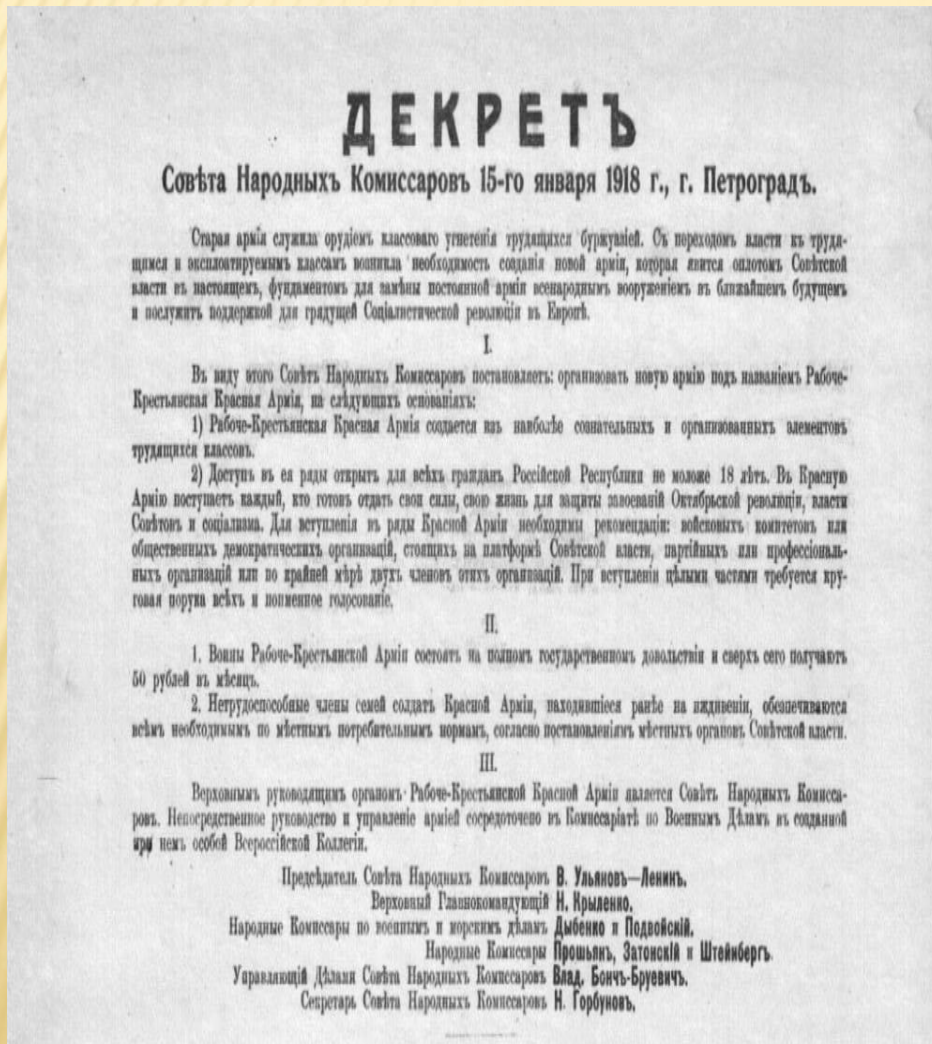 ДЕКРЕТЪ
Совѣта Народныхъ Комиссаровъ 15-го января 1918 г., г. Петроградъ.
Старая армія служила орудіемъ классоваго угнетенія трудящихся буржуазіей. Съ переходомъ власти къ трудя-
щимся и эксплоатируемымъ классамъ возникла необходимость созданія новой арміи, которая явится оплотомъ Совѣтской
власти въ настоящемъ, фундаментомъ для замѣны постоянной арміи всенароднымъ вооруженіемъ въ ближайшемъ будущемъ
и послужитъ поддержкой для грядущей Соціалистической революціи въ Европѣ.
I.
Въ виду этого Совѣтъ Народныхъ Комиссаровъ постановляетъ: организовать новую армію подъ названіемъ Рабоче-
Крестьянская Красная Армія, на слѣдующихъ основаніяхъ:
1) Рабоче-Крестьянская Красная Армія создается изъ наиболѣе сознательныхъ и организованныхъ элементовъ
трудящихся классовъ.
2) Доступъ въ ея ряды открытъ для всѣхъ гражданъ Россійской Республики не моложе 18 лѣтъ. Въ Красную
Армію поступаетъ каждый, кто готовъ отдать свои силы, свою жизнь для защиты завоеваній Октябрьской революціи, власти
Совѣтовъ и соціализма. Для вступленія въ ряды Красной Арміи необходимы рекомендаціи: войсковыхъ комитетовъ или
общественныхъ демократическихъ организацій, стоящихъ на платформѣ Совѣтской власти, партійныхъ или профессіональ-
ныхъ организацій или по крайней мѣрѣ двухъ членовъ этихъ организацій. При вступленіи цѣлыми частями требуется кру-
говая порука всѣхъ и поименное голосованіе.
II.
1. Воины Рабоче-Крестьянской Арміи состоятъ на полномъ государственномъ довольствіи и сверхъ сего получаютъ
50 рублей въ мѣсяцъ.
2. Нетрудоспособные члены семей солдатъ Красной Арміи, находившіеся ранѣе на иждивеніи, обезпечиваются
всѣмъ необходимымъ по мѣстнымъ потребительнымъ нормамъ, согласно постановленіямъ мѣстныхъ органовъ Совѣтской власти.
III.
Верховнымъ руководящимъ органомъ Рабоче-Крестьянской Красной Арміи является Совѣтъ Народныхъ Комисса-
ровъ. Непосредственное руководство и управленіе арміей сосредоточено въ Комиссаріатѣ по Военнымъ Дѣламъ въ созданной
при немъ особой Всероссійской Коллегіи.
Предсѣдатель Совѣта Народныхъ Комиссаровъ В. Ульяновъ—Ленинъ.
Верховный Главнокомандующій Н. Крыленко.
Народные Комиссары по военнымъ и морскимъ дѣламъ Дыбенко и Подвойскій.
Народные Комиссары Прошьянъ, Затонскій и Штейнбергъ.
Управляющій Дѣлами Совѣта Народныхъ Комиссаровъ Влад. Бончъ-Бруевичъ.
Секретарь Совѣта Народныхъ Комиссаровъ Н. Горбуновъ.